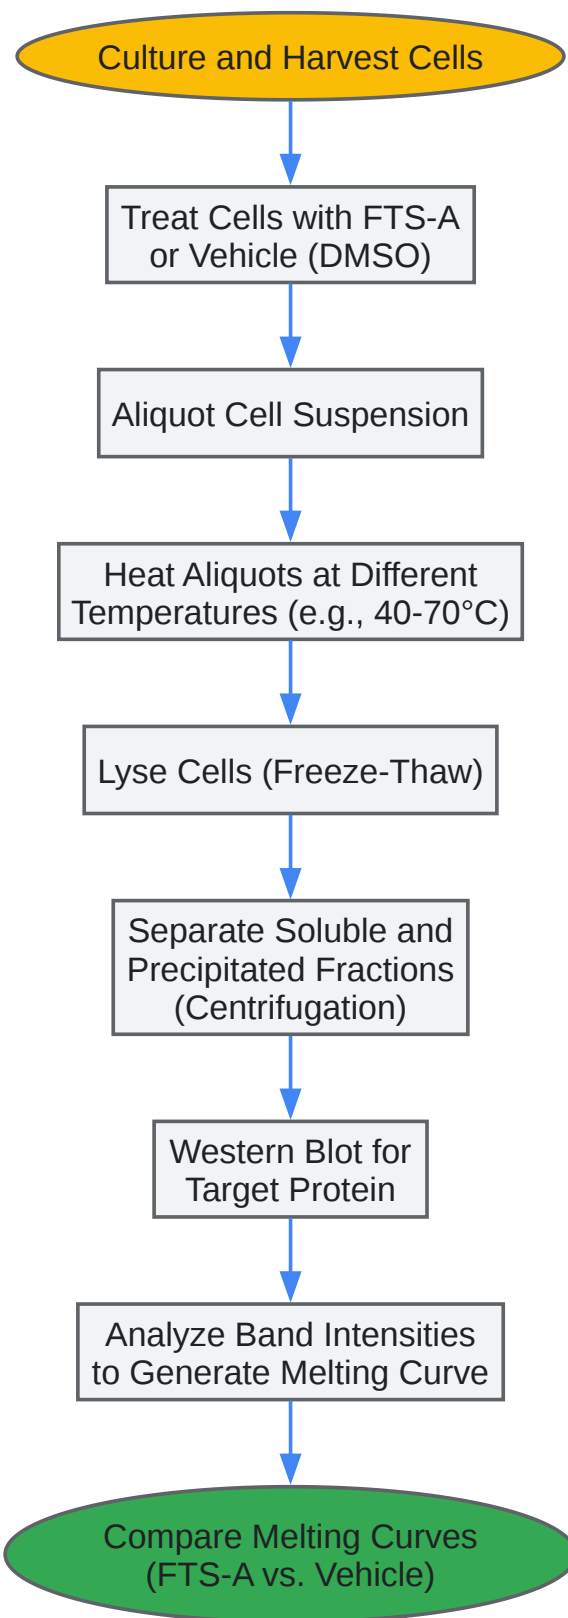 Culture and Harvest Cells
Treat Cells with FTS-A
or Vehicle (DMSO)
Aliquot Cell Suspension
Heat Aliquots at Different
Temperatures (e.g., 40-70°C)
Lyse Cells (Freeze-Thaw)
Separate Soluble and
Precipitated Fractions
(Centrifugation)
Western Blot for
Target Protein
Analyze Band Intensities
to Generate Melting Curve
Compare Melting Curves
(FTS-A vs. Vehicle)